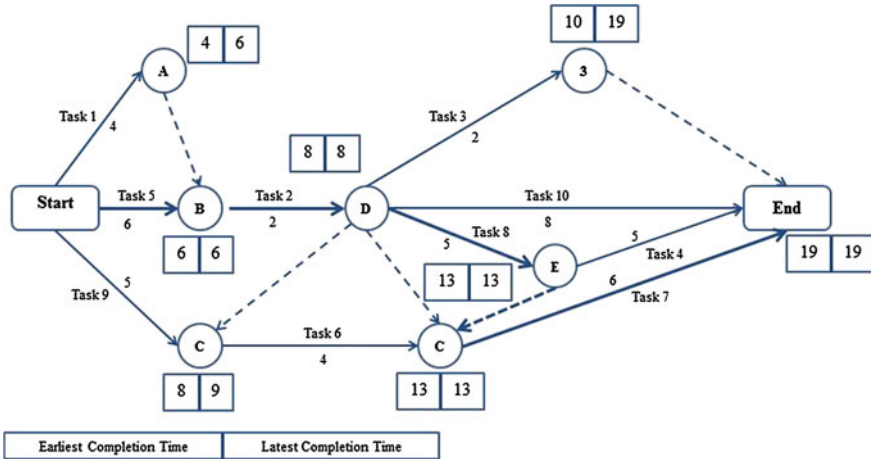 10 19
4 6
A
3
Task 1
4
Task 3
2
8 8
Start
Task 5
6
B
Task 2
2
D
Task 10
8
End
6 6
Task 8
5
E
5
Task 4
19 19
5
Task 9
13 13
6
Task 7
C
Task 6
4
C
8 9
13 13
Earliest Completion Time Latest Completion Time